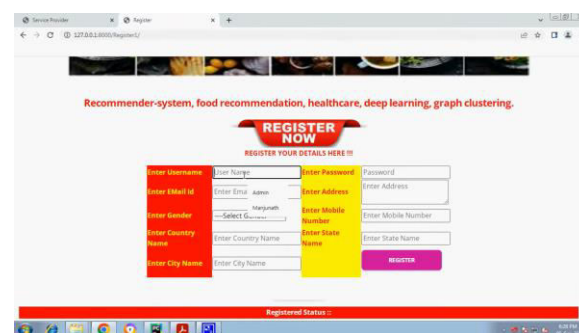 Service Provider
Register
127.0.0.1:8000/Register1/
Recommender-system, food recommendation, healthcare, deep learning, graph clustering.
REGISTER
NOW
REGISTER YOUR DETAILS HERE !!!
Enter Username User Name Enter Password Password
Enter EMail Id Enter Ema Admin Enter Address Enter Address
Manjunath
Enter Gender ---Select G Enter Mobile Number Enter Mobile Number
Enter Country Name Enter Country Name Enter State Name Enter State Name
Enter City Name Enter City Name REGISTER
Registered Status ::